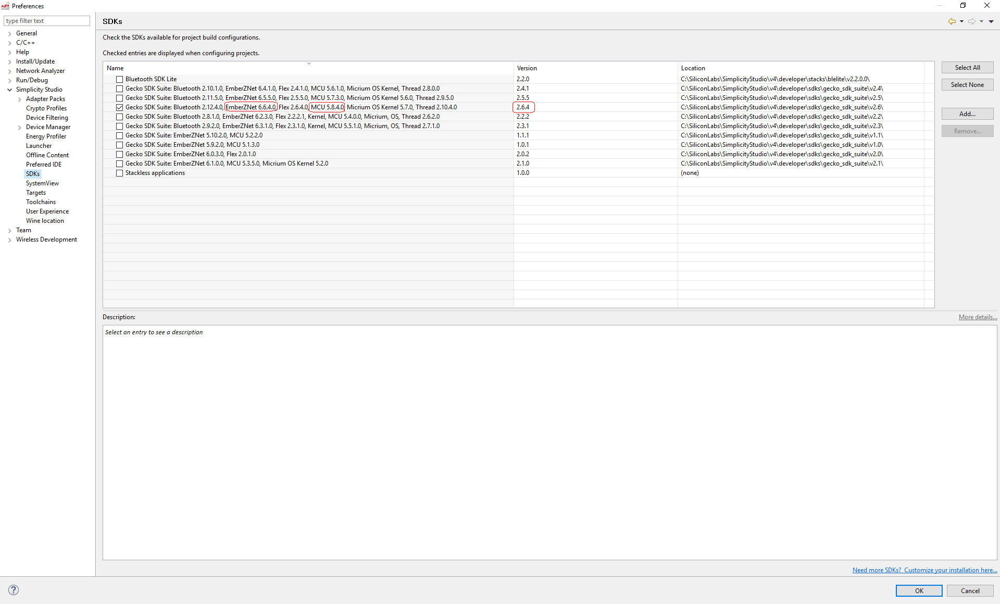 Preferences
type filter text
General
C/C++
Help
Install/Update
Network Analyzer
Run/Debug
Simplicity Studio
Adapter Packs
Crypto Profiles
Device Filtering
Device Manager
Energy Profiler
Launcher
Offline Content
Preferred IDE
SDKs
SystemView
Targets
Toolchains
User Experience
Wine location
Team
Wireless Development
SDKs
Check the SDKs available for project build configurations.
Checked entries are displayed when configuring projects.
Name Version Location
Bluetooth SDK Lite 2.2.0 C:\SiliconLabs\SimplicityStudio\v4\developer\stacks\blelite\v2.2.0.0\
Gecko SDK Suite: Bluetooth 2.10.1.0, EmberZNet 6.4.1.0, Flex 2.4.1.0, MCU 5.6.1.0, Micrium OS Kernel, Thread 2.8.0.0 2.4.1 C:\SiliconLabs\SimplicityStudio\v4\developer\sdks\gecko_sdk_suite\v2.4\
Gecko SDK Suite: Bluetooth 2.11.5.0, EmberZNet 6.5.5.0, Flex 2.5.5.0, MCU 5.7.3.0, Micrium OS Kernel 5.6.0, Thread 2.9.5.0 2.5.5 C:\SiliconLabs\SimplicityStudio\v4\developer\sdks\gecko_sdk_suite\v2.5\
Gecko SDK Suite: Bluetooth 2.12.4.0, EmberZNet 6.6.4.0, Flex 2.6.4.0, MCU 5.8.4.0, Micrium OS Kernel 5.7.0, Thread 2.10.4.0 2.6.4 C:\SiliconLabs\SimplicityStudio\v4\developer\sdks\gecko_sdk_suite\v2.6\
Gecko SDK Suite: Bluetooth 2.8.1.0, EmberZNet 6.2.3.0, Flex 2.2.2.1, Kernel, MCU 5.4.0.0, Micrium, OS, Thread 2.6.2.0 2.2.2 C:\SiliconLabs\SimplicityStudio\v4\developer\sdks\gecko_sdk_suite\v2.2\
Gecko SDK Suite: Bluetooth 2.9.2.0, EmberZNet 6.3.1.0, Flex 2.3.1.0, Kernel, MCU 5.5.1.0, Micrium, OS, Thread 2.7.1.0 2.3.1 C:\SiliconLabs\SimplicityStudio\v4\developer\sdks\gecko_sdk_suite\v2.3\
Gecko SDK Suite: EmberZNet 5.10.2.0, MCU 5.2.2.0 1.1.1 C:\SiliconLabs\SimplicityStudio\v4\developer\sdks\gecko_sdk_suite\v1.1\
Gecko SDK Suite: EmberZNet 5.9.2.0, MCU 5.1.3.0 1.0.1 C:\SiliconLabs\SimplicityStudio\v4\developer\sdks\gecko_sdk_suite\v1.0\
Gecko SDK Suite: EmberZNet 6.0.3.0, Flex 2.0.1.0 2.0.2 C:\SiliconLabs\SimplicityStudio\v4\developer\sdks\gecko_sdk_suite\v2.0\
Gecko SDK Suite: EmberZNet 6.1.0.0, MCU 5.3.5.0, Micrium OS Kernel 5.2.0 2.1.0 C:\SiliconLabs\SimplicityStudio\v4\developer\sdks\gecko_sdk_suite\v2.1\
Stackless applications 1.0.0 (none)
Select All
Select None
Add...
Remove...
Description: More details...
Select an entry to see a description
Need more SDKs? Customize your installation here...
? OK Cancel